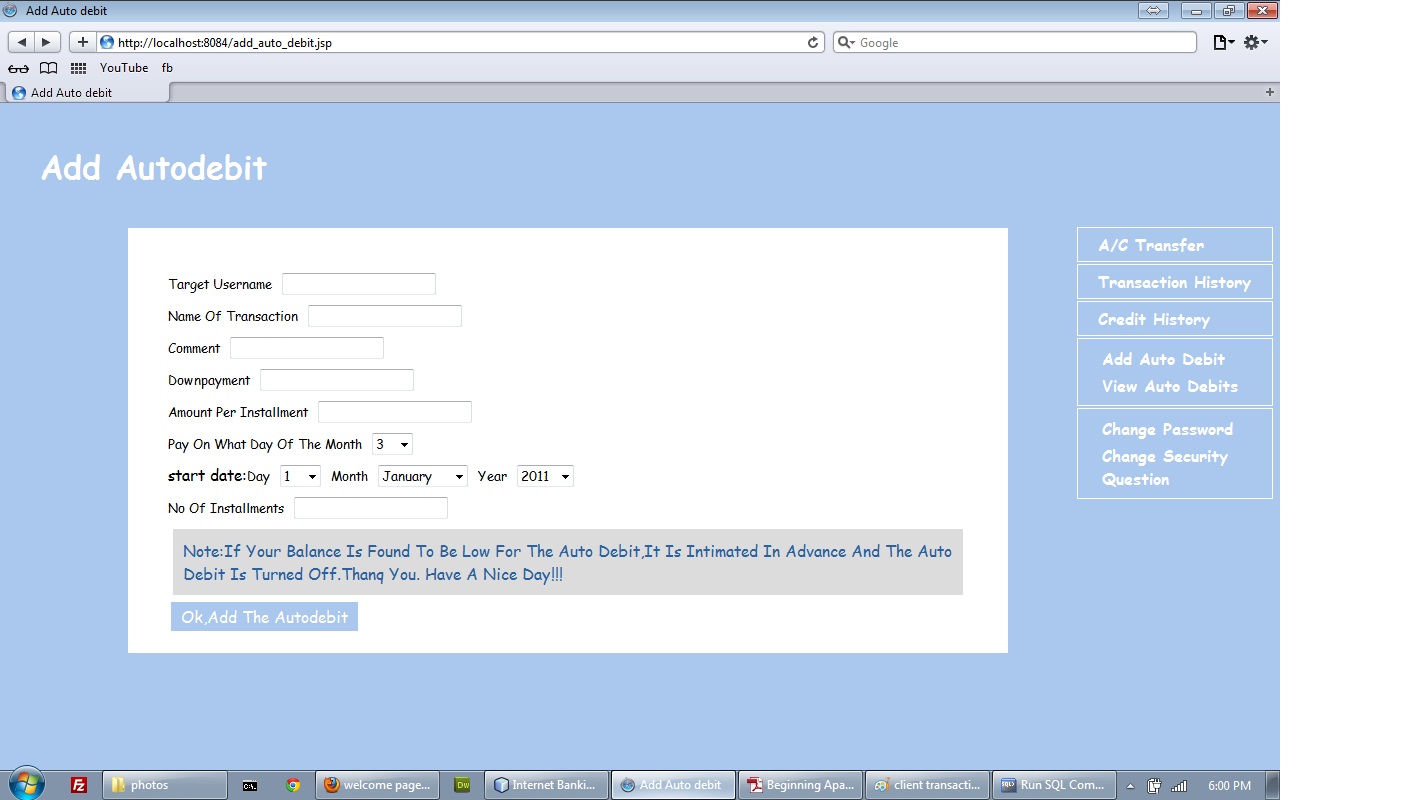 Add Auto debit
http://localhost:8084/add_auto_debit.jsp
Google
YouTube fb
Add Auto debit
Add Autodebit
Target Username
Name Of Transaction
Comment
Downpayment
Amount Per Installment
Pay On What Day Of The Month 3
start date:Day 1 Month January Year 2011
No Of Installments
Note:If Your Balance Is Found To Be Low For The Auto Debit,It Is Intimated In Advance And The Auto
Debit Is Turned Off.Thanq You. Have A Nice Day!!!
Ok,Add The Autodebit
A/C Transfer
Transaction History
Credit History
Add Auto Debit
View Auto Debits
Change Password
Change Security
Question
photos
welcome page...
Dw
Internet Banki...
Add Auto debit
Beginning Apa...
client transacti...
Run SQL Com...
6:00 PM